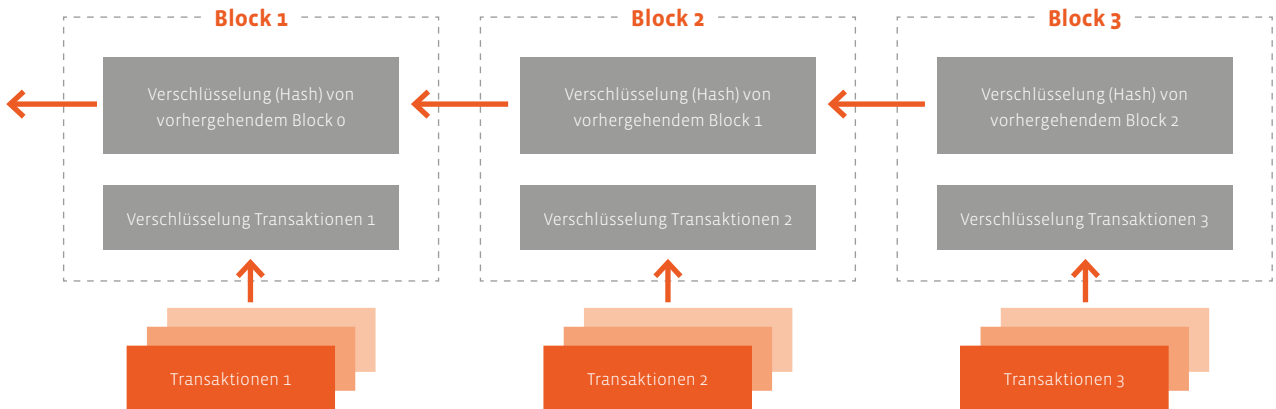 Block 1
Block 2
Block 3
Verschlüsselung (Hash) von
vorhergehendem Block 0
Verschlüsselung (Hash) von
vorhergehendem Block 1
Verschlüsselung (Hash) von
vorhergehendem Block 2
Verschlüsselung Transaktionen 1
Verschlüsselung Transaktionen 2
Verschlüsselung Transaktionen 3
Transaktionen 1
Transaktionen 2
Transaktionen 3